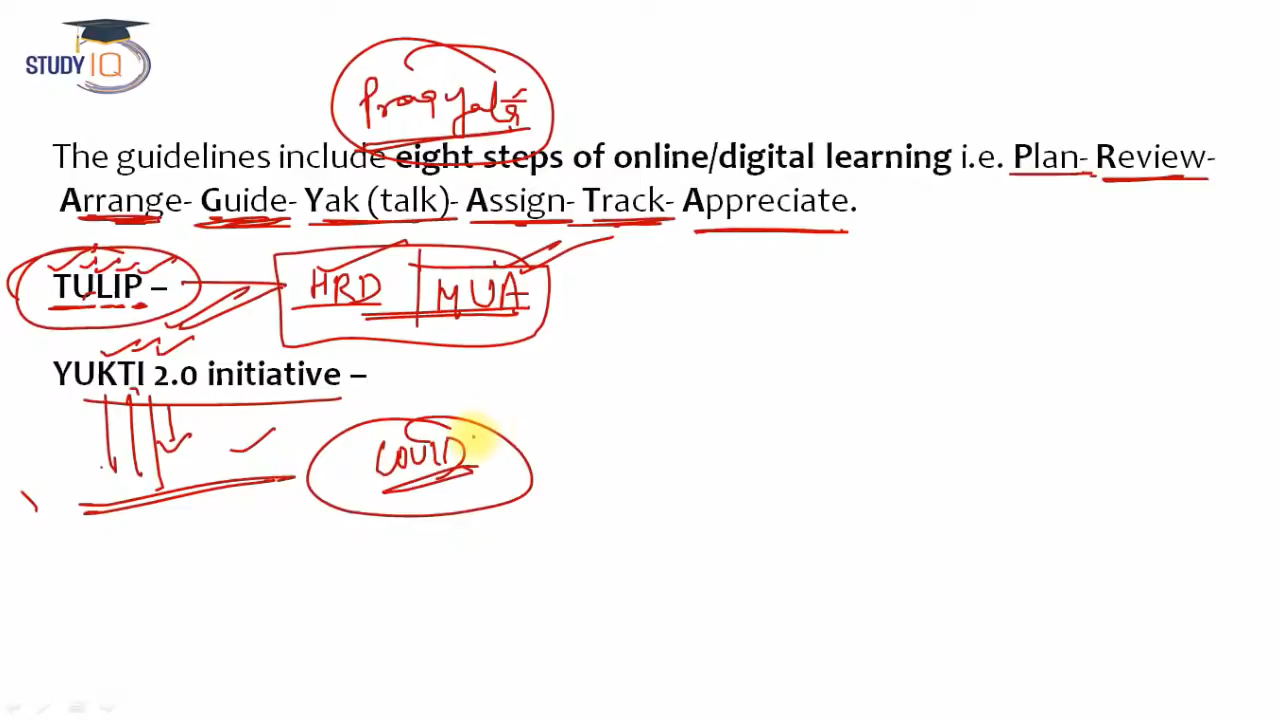 STUDY IQ
The guidelines include eight steps of online/digital learning i.e. Plan- Review-
Arrange- Guide- Yak (talk)- Assign- Track- Appreciate.
TULIP –
HRD
MUA
YUKTI 2.0 initiative –
COVID